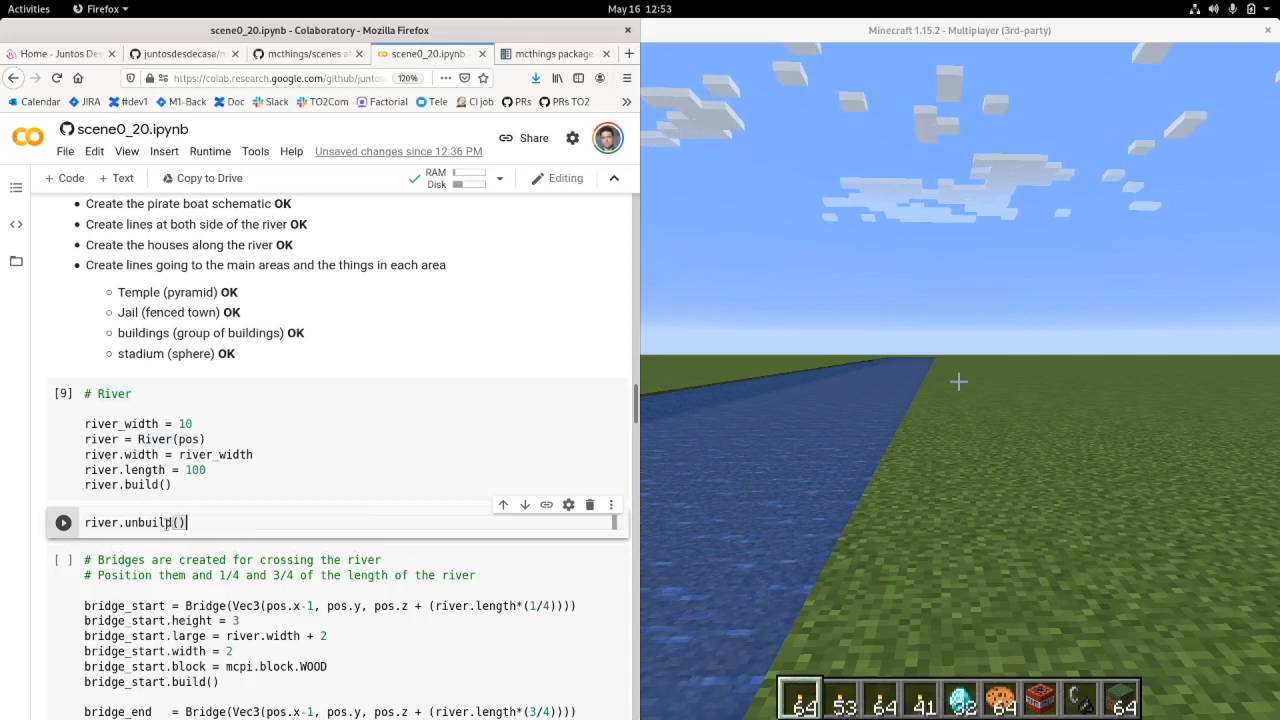 Activities
Firefox
May 16 12:53
scene0_20.ipynb - Colaboratory - Mozilla Firefox
Minecraft 1.15.2 - Multiplayer (3rd-party)
Home - Juntos Des
juntosdesdecasa/m
mcthings/scenes at
scene0_20.ipynb -
mcthings package
https://colab.research.google.com/github/juntos
120%
Calendar
JIRA
#dev1
M1-Back
Doc
Slack
TO2Com
Factorial
Tele
CI job
PRs
PRs TO2
scene0_20.ipynb
Share
File Edit View Insert Runtime Tools Help Unsaved changes since 12:36 PM
+ Code + Text Copy to Drive
RAM
Disk
Editing
Create the pirate boat schematic OK
Create lines at both side of the river OK
Create the houses along the river OK
Create lines going to the main areas and the things in each area
Temple (pyramid) OK
Jail (fenced town) OK
buildings (group of buildings) OK
stadium (sphere) OK
[9] # River
river_width = 10
river = River(pos)
river.width = river_width
river.length = 100
river.build()
river.unbuild()
[ ] # Bridges are created for crossing the river
# Position them and 1/4 and 3/4 of the length of the river
bridge_start = Bridge(Vec3(pos.x-1, pos.y, pos.z + (river.length*(1/4))))
bridge_start.height = 3
bridge_start.large = river.width + 2
bridge_start.width = 2
bridge_start.block = mcpi.block.WOOD
bridge_start.build()
bridge_end = Bridge(Vec3(pos.x-1, pos.y, pos.z + (river.length*(3/4))))
64 53 64 41 64 64